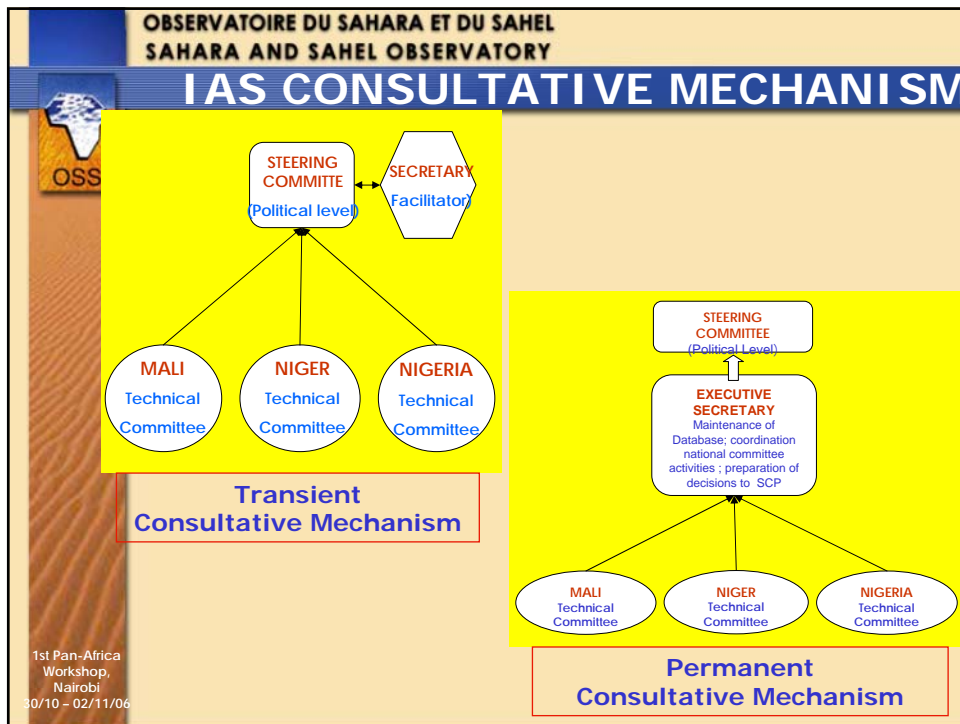 OBSERVATOIRE DU SAHARA ET DU SAHEL
SAHARA AND SAHEL OBSERVATORY
IAS CONSULTATIVE MECHANISM
OSS
STEERING
COMMITTE
(Political level)
SECRETARY
Facilitator)
MALI
Technical
Committee
NIGER
Technical
Committee
NIGERIA
Technical
Committee
Transient
Consultative Mechanism
STEERING
COMMITTEE
(Political Level)
EXECUTIVE
SECRETARY
Maintenance of
Database; coordination
national committee
activities ; preparation of
decisions to SCP
MALI
Technical
Committee
NIGER
Technical
Committee
NIGERIA
Technical
Committee
Permanent
Consultative Mechanism
1st Pan-Africa
Workshop,
Nairobi
30/10 – 02/11/06